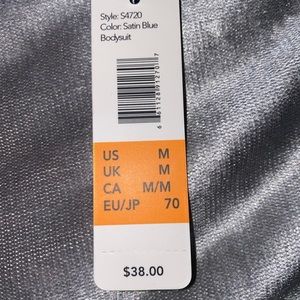 Style: S4720
Color: Satin Blue
Bodysuit
US M
UK M
CA M/M
EU/JP 70
$38.00